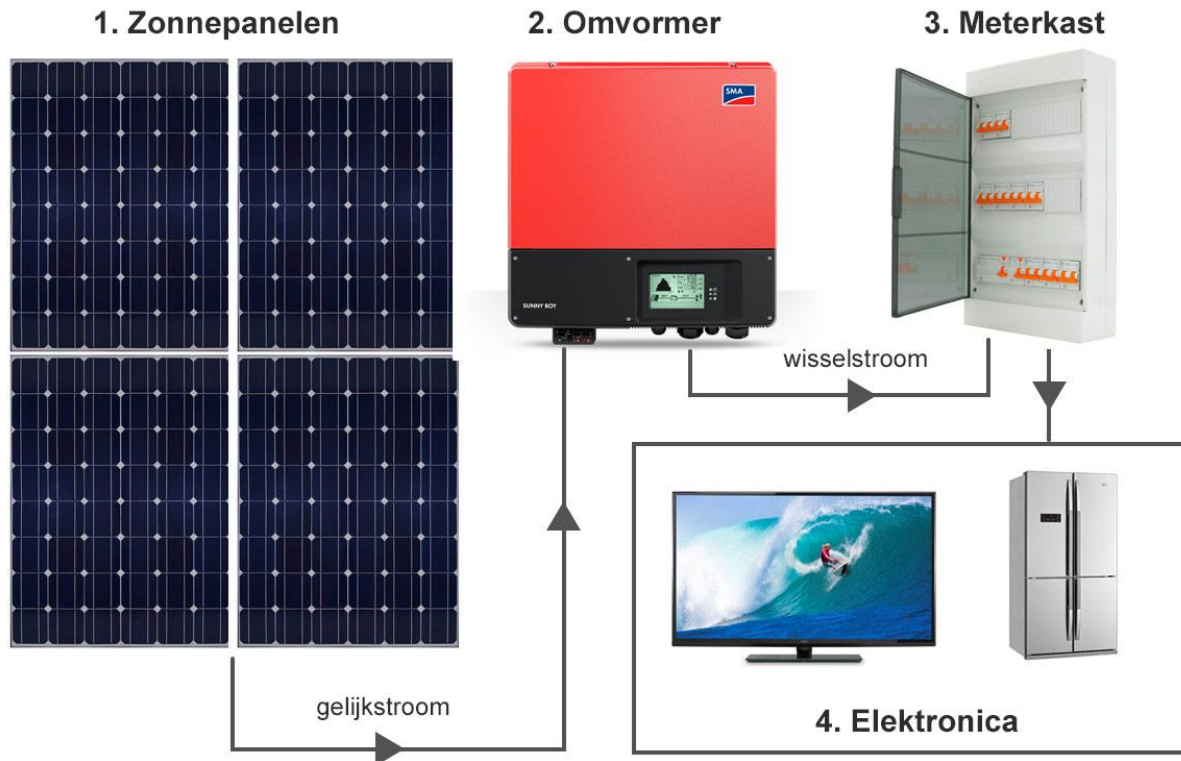 1. Zonnepanelen
2. Omvormer
3. Meterkast
SMA
SUNNY BOY
wisselstroom
gelijkstroom
4. Elektronica